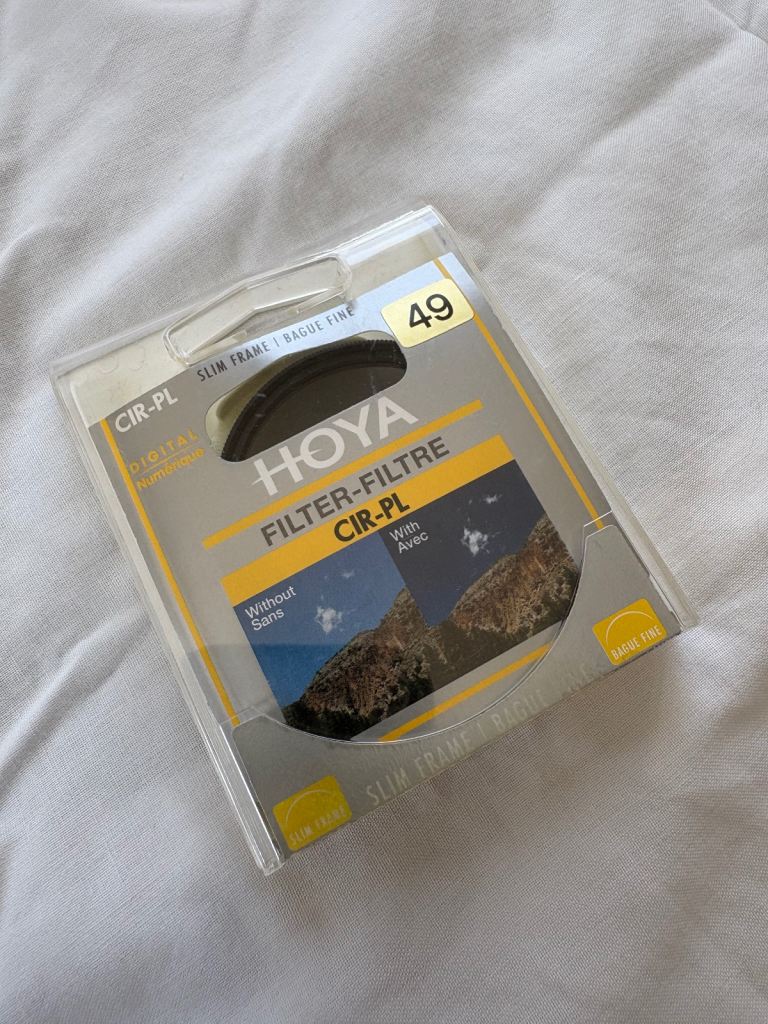 49
SLIM FRAME | BAGUE FINE
CIR-PL
DIGITAL
Numérique
HOYA
FILTER-FILTRE
CIR-PL
With
Avec
Without
Sans
BAGUE FINE
SLIM FRAME | BAGUE FINE
SLIM FRAME